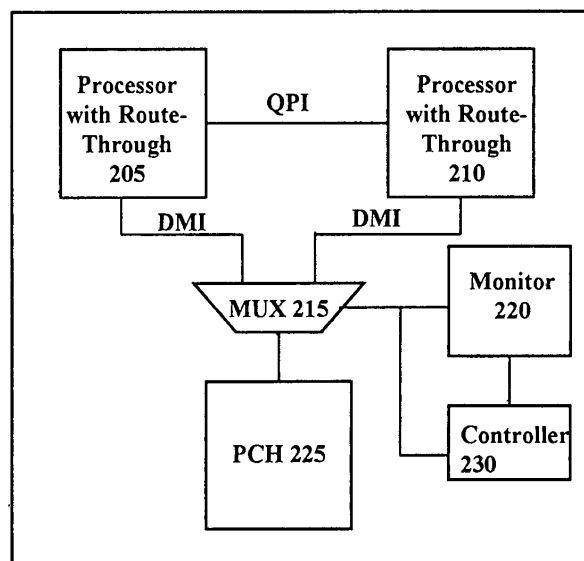 Processor
with Route-
Through
205
QPI
Processor
with Route-
Through
210
DMI
DMI
MUX 215
Monitor
220
PCH 225
Controller
230